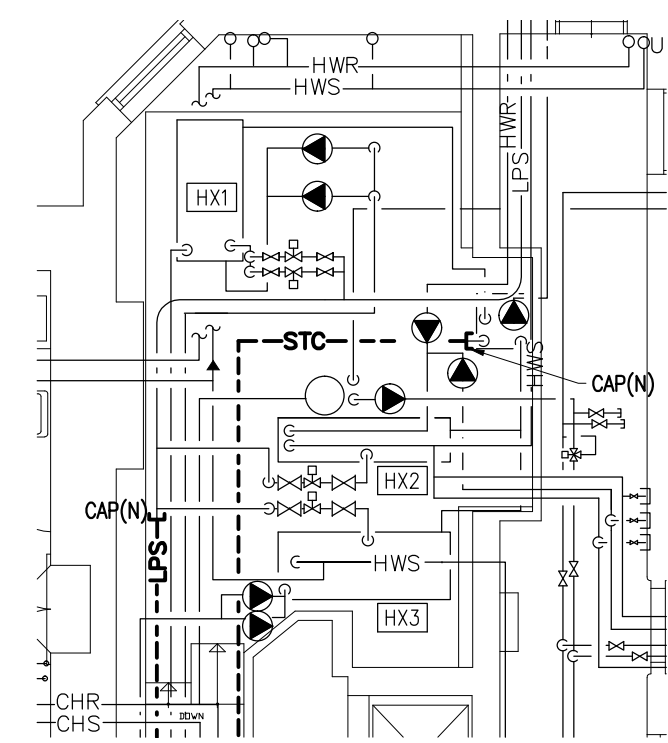 HWR
HWS
U
HWR
LPS
HX1
STC
HWS
CAP(N)
HX2
CAP(N)
LPS
HWS
HX3
CHR
CHS
DOWN